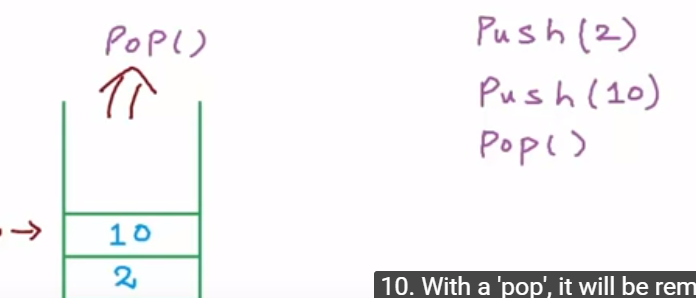 PoP()
Push(2)
Push(10)
Pop()
10
2
10. With a 'pop', it will be rem